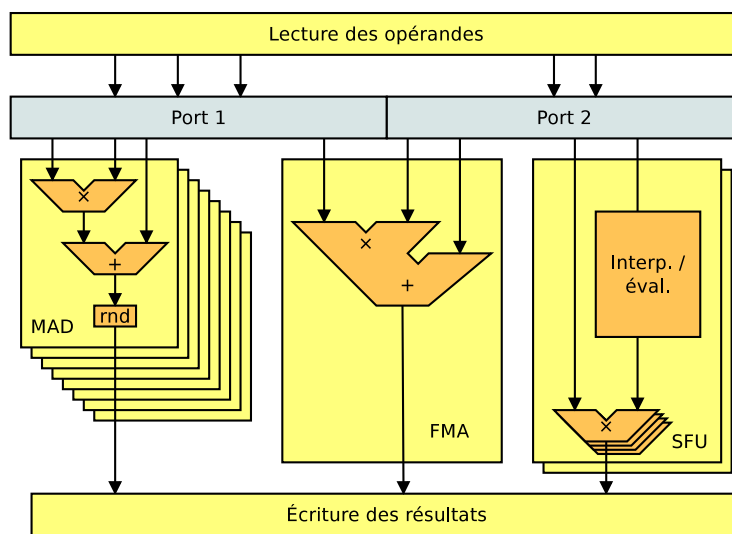 Lecture des opérandes
Port 1
Port 2
×
+
rnd
MAD
×
+
FMA
Interp. /
éval.
×
SFU
Écriture des résultats